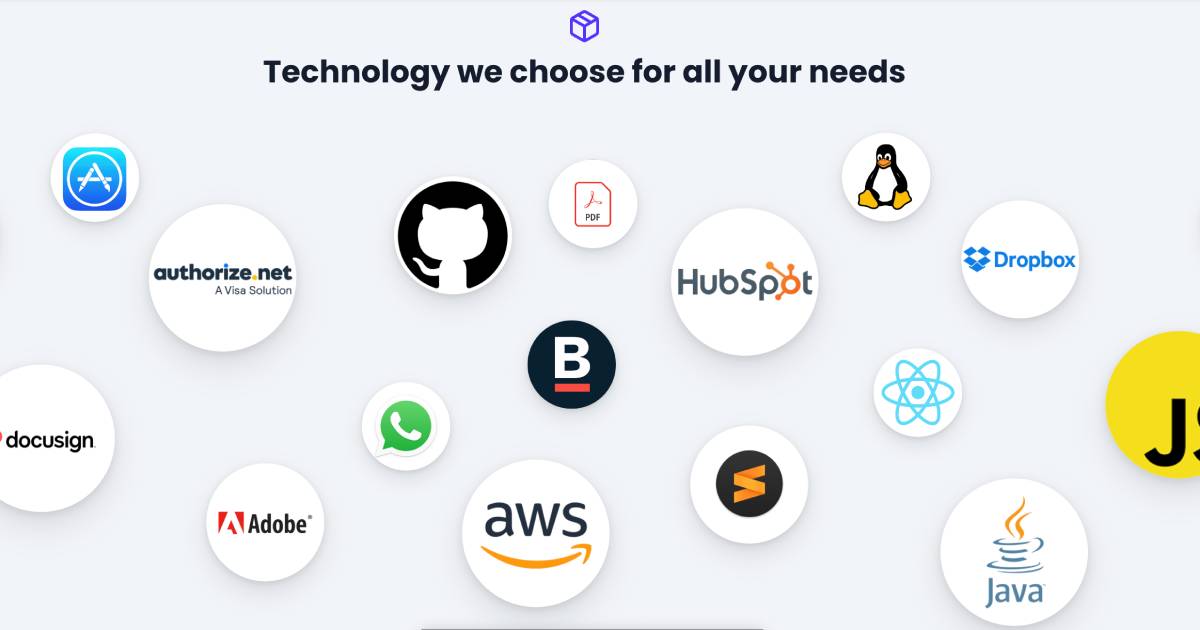 Technology we choose for all your needs
PDF
authorize.net
A Visa Solution
HubSpot
Dropbox
B
docusign
JS
Adobe
aws
Java